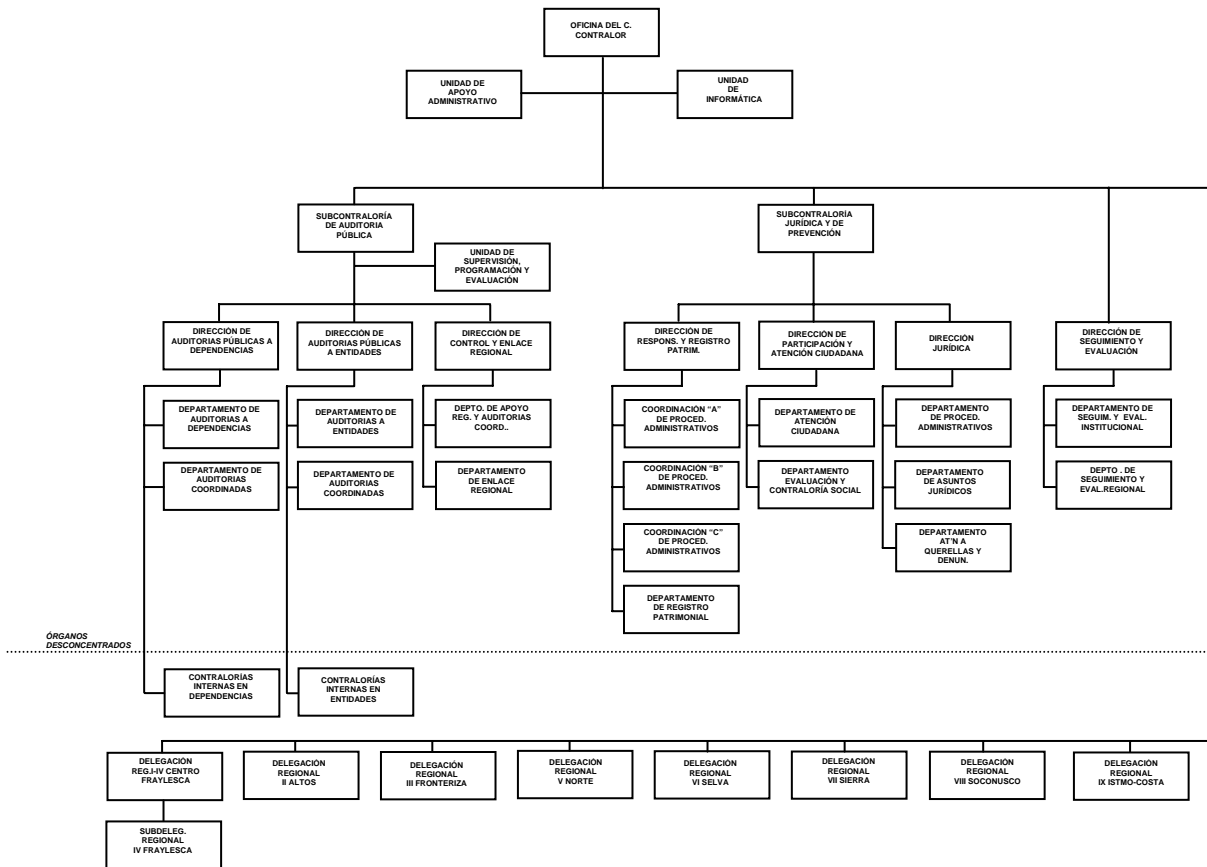 OFICINA DEL C.
CONTRALOR
UNIDAD DE
APOYO
ADMINISTRATIVO
UNIDAD
DE
INFORMÁTICA
SUBCONTRALORÍA
DE AUDITORIA
PÚBLICA
SUBCONTRALORÍA
JURÍDICA Y DE
PREVENCIÓN
UNIDAD DE
SUPERVISIÓN,
PROGRAMACIÓN Y
EVALUACIÓN
DIRECCIÓN DE
AUDITORIAS PÚBLICAS A
DEPENDENCIAS
DIRECCIÓN DE
AUDITORIAS PÚBLICAS
A ENTIDADES
DIRECCIÓN DE
CONTROL Y ENLACE
REGIONAL
DIRECCIÓN DE
RESPONS. Y REGISTRO
PATRIM.
DIRECCIÓN DE
PARTICIPACIÓN Y
ATENCIÓN CIUDADANA
DIRECCIÓN
JURÍDICA
DIRECCIÓN DE
SEGUIMIENTO Y
EVALUACIÓN
DEPARTAMENTO DE
AUDITORIAS A
DEPENDENCIAS
DEPARTAMENTO DE
AUDITORIAS A
ENTIDADES
DEPTO. DE APOYO
REG. Y AUDITORIAS
COORD..
COORDINACIÓN “A”
DE PROCED.
ADMINISTRATIVOS
DEPARTAMENTO DE
ATENCIÓN
CIUDADANA
DEPARTAMENTO
DE PROCED.
ADMINISTRATIVOS
DEPARTAMENTO DE
SEGUIM. Y EVAL.
INSTITUCIONAL
DEPARTAMENTO DE
AUDITORIAS
COORDINADAS
DEPARTAMENTO DE
AUDITORIAS
COORDINADAS
DEPARTAMENTO
DE ENLACE
REGIONAL
COORDINACIÓN “B”
DE PROCED.
ADMINISTRATIVOS
DEPARTAMENTO
EVALUACIÓN Y
CONTRALORÍA SOCIAL
DEPARTAMENTO
DE ASUNTOS
JURÍDICOS
DEPTO . DE
SEGUIMIENTO Y
EVAL.REGIONAL
COORDINACIÓN “C”
DE PROCED.
ADMINISTRATIVOS
DEPARTAMENTO
AT’N A
QUERELLAS Y
DENUN.
DEPARTAMENTO
DE REGISTRO
PATRIMONIAL
ÓRGANOS
DESCONCENTRADOS
CONTRALORÍAS
INTERNAS EN
DEPENDENCIAS
CONTRALORÍAS
INTERNAS EN
ENTIDADES
DELEGACIÓN
REG.I-IV CENTRO
FRAYLESCA
DELEGACIÓN
REGIONAL
II ALTOS
DELEGACIÓN
REGIONAL
III FRONTERIZA
DELEGACIÓN
REGIONAL
V NORTE
DELEGACIÓN
REGIONAL
VI SELVA
DELEGACIÓN
REGIONAL
VII SIERRA
DELEGACIÓN
REGIONAL
VIII SOCONUSCO
DELEGACIÓN
REGIONAL
IX ISTMO-COSTA
SUBDELEG.
REGIONAL
IV FRAYLESCA